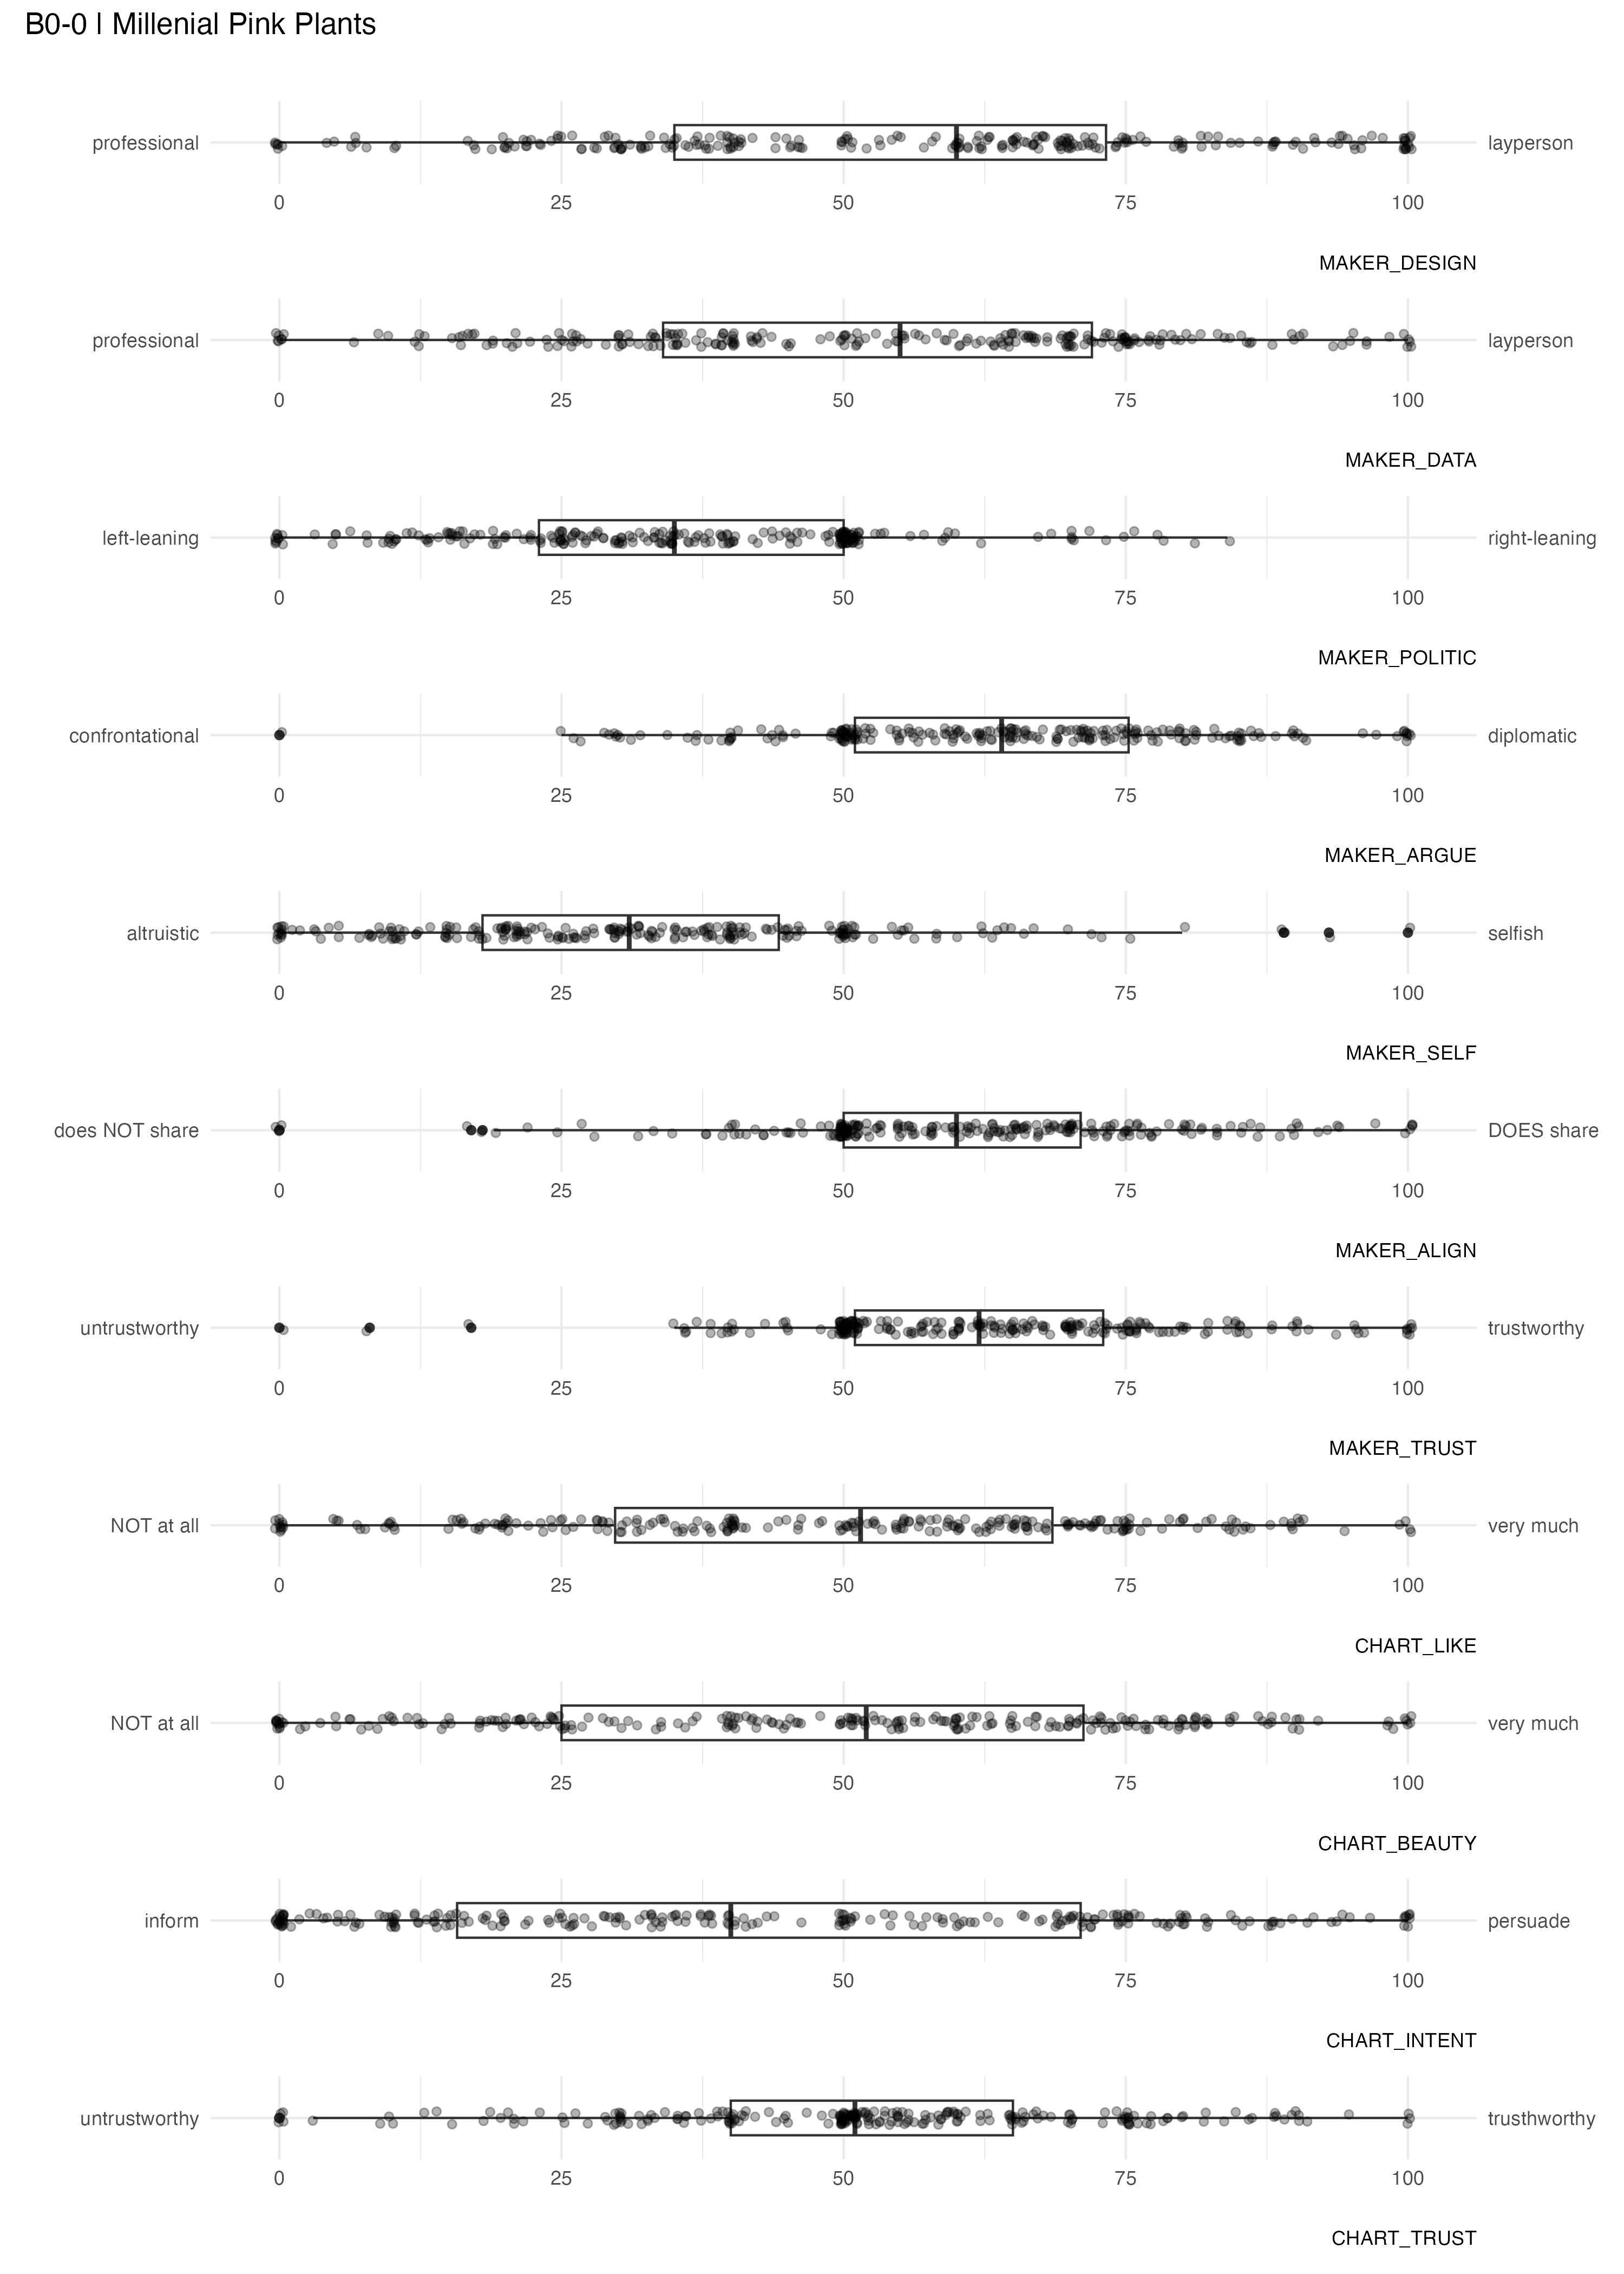 B0-0 | Millenial Pink Plants
professional layperson
0 25 50 75 100
MAKER_DESIGN
professional layperson
0 25 50 75 100
MAKER_DATA
left-leaning right-leaning
0 25 50 75 100
MAKER_POLITIC
confrontational diplomatic
0 25 50 75 100
MAKER_ARGUE
altruistic selfish
0 25 50 75 100
MAKER_SELF
does NOT share DOES share
0 25 50 75 100
MAKER_ALIGN
untrustworthy trustworthy
0 25 50 75 100
MAKER_TRUST
NOT at all very much
0 25 50 75 100
CHART_LIKE
NOT at all very much
0 25 50 75 100
CHART_BEAUTY
inform persuade
0 25 50 75 100
CHART_INTENT
untrustworthy trusthworthy
0 25 50 75 100
CHART_TRUST